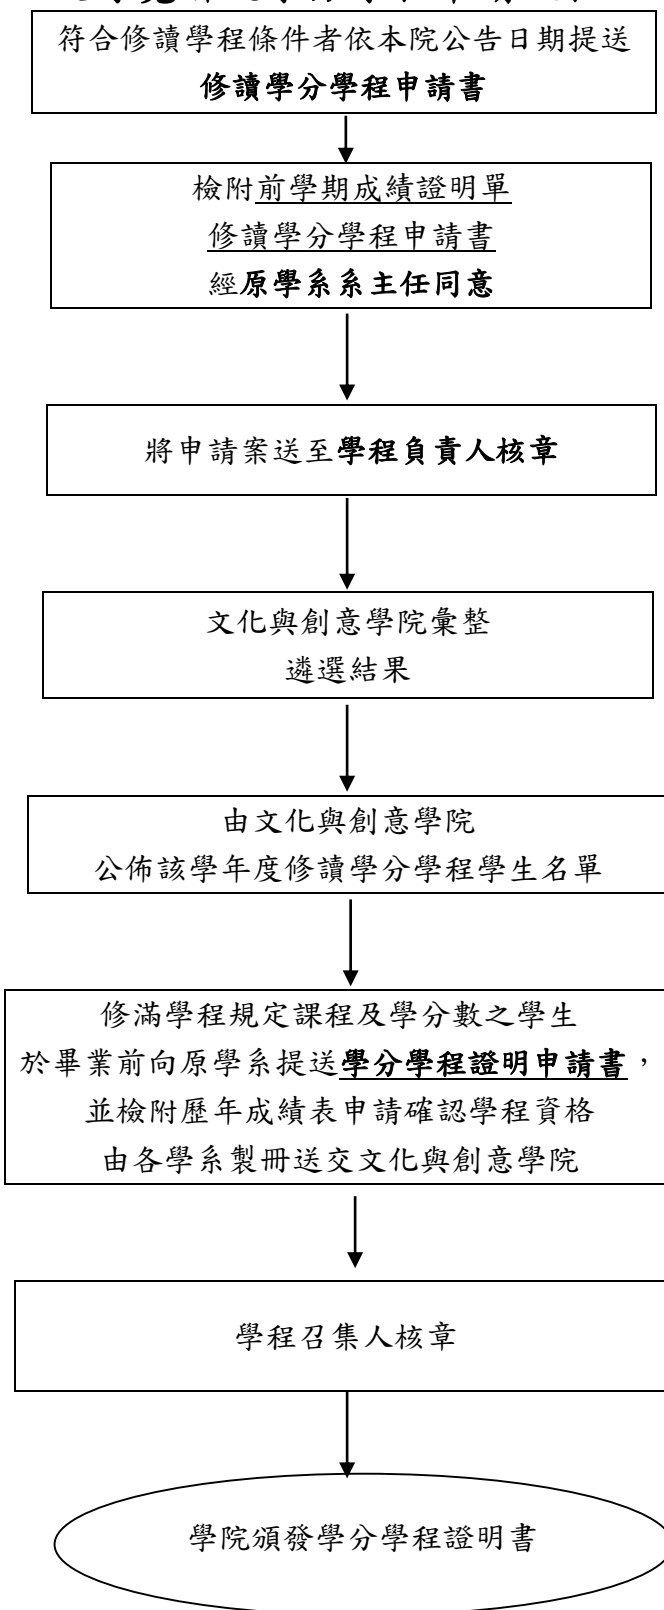 符合修讀學程條件者依本院公告日期提送
修讀學分學程申請書
檢附前學期成績證明單
修讀學分學程申請書
經原學系系主任同意
將申請案送至學程負責人核章
文化與創意學院彙整
遴選結果
由文化與創意學院
公佈該學年度修讀學分學程學生名單
修滿學程規定課程及學分數之學生
於畢業前向原學系提送學分學程證明申請書，
並檢附歷年成績表申請確認學程資格
由各學系製冊送交文化與創意學院
學程召集人核章
學院頒發學分學程證明書